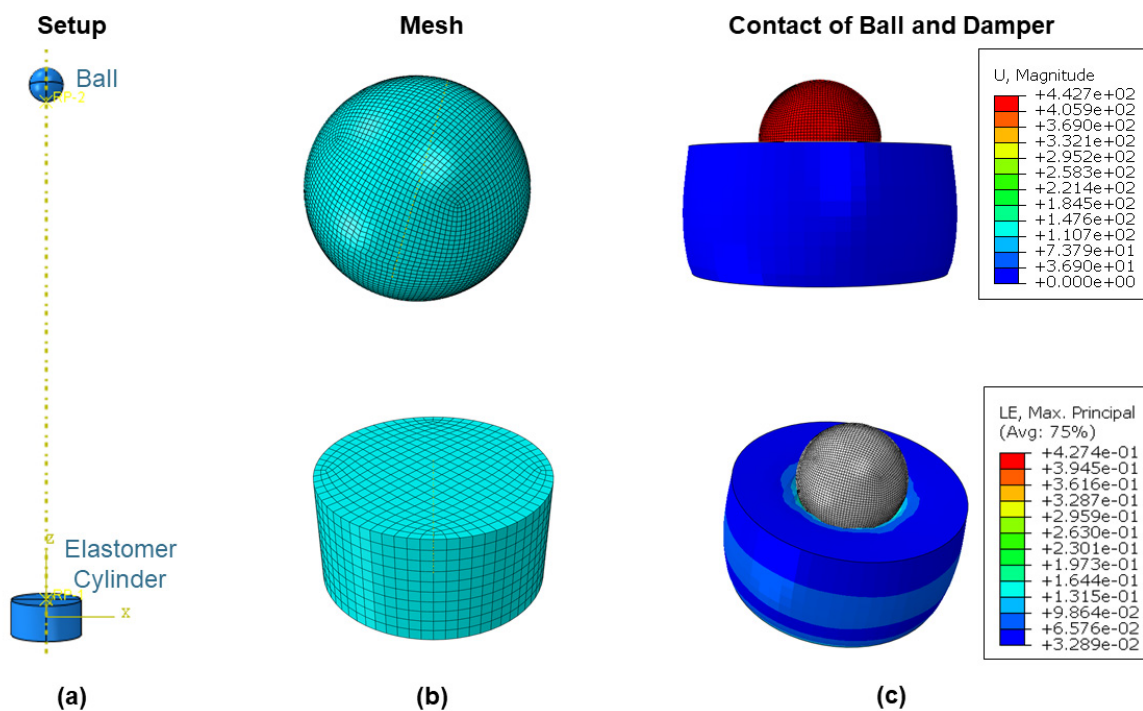 Setup
Mesh
Contact of Ball and Damper
Ball
RP-2
U, Magnitude
+4.427e+02
+4.059e+02
+3.690e+02
+3.321e+02
+2.952e+02
+2.583e+02
+2.214e+02
+1.845e+02
+1.476e+02
+1.107e+02
+7.379e+01
+3.690e+01
+0.000e+00
Elastomer
Cylinder
RP-1
X
LE, Max. Principal
(Avg: 75%)
+4.274e-01
+3.945e-01
+3.616e-01
+3.287e-01
+2.959e-01
+2.630e-01
+2.301e-01
+1.973e-01
+1.644e-01
+1.315e-01
+9.864e-02
+6.576e-02
+3.289e-02
(a)
(b)
(c)